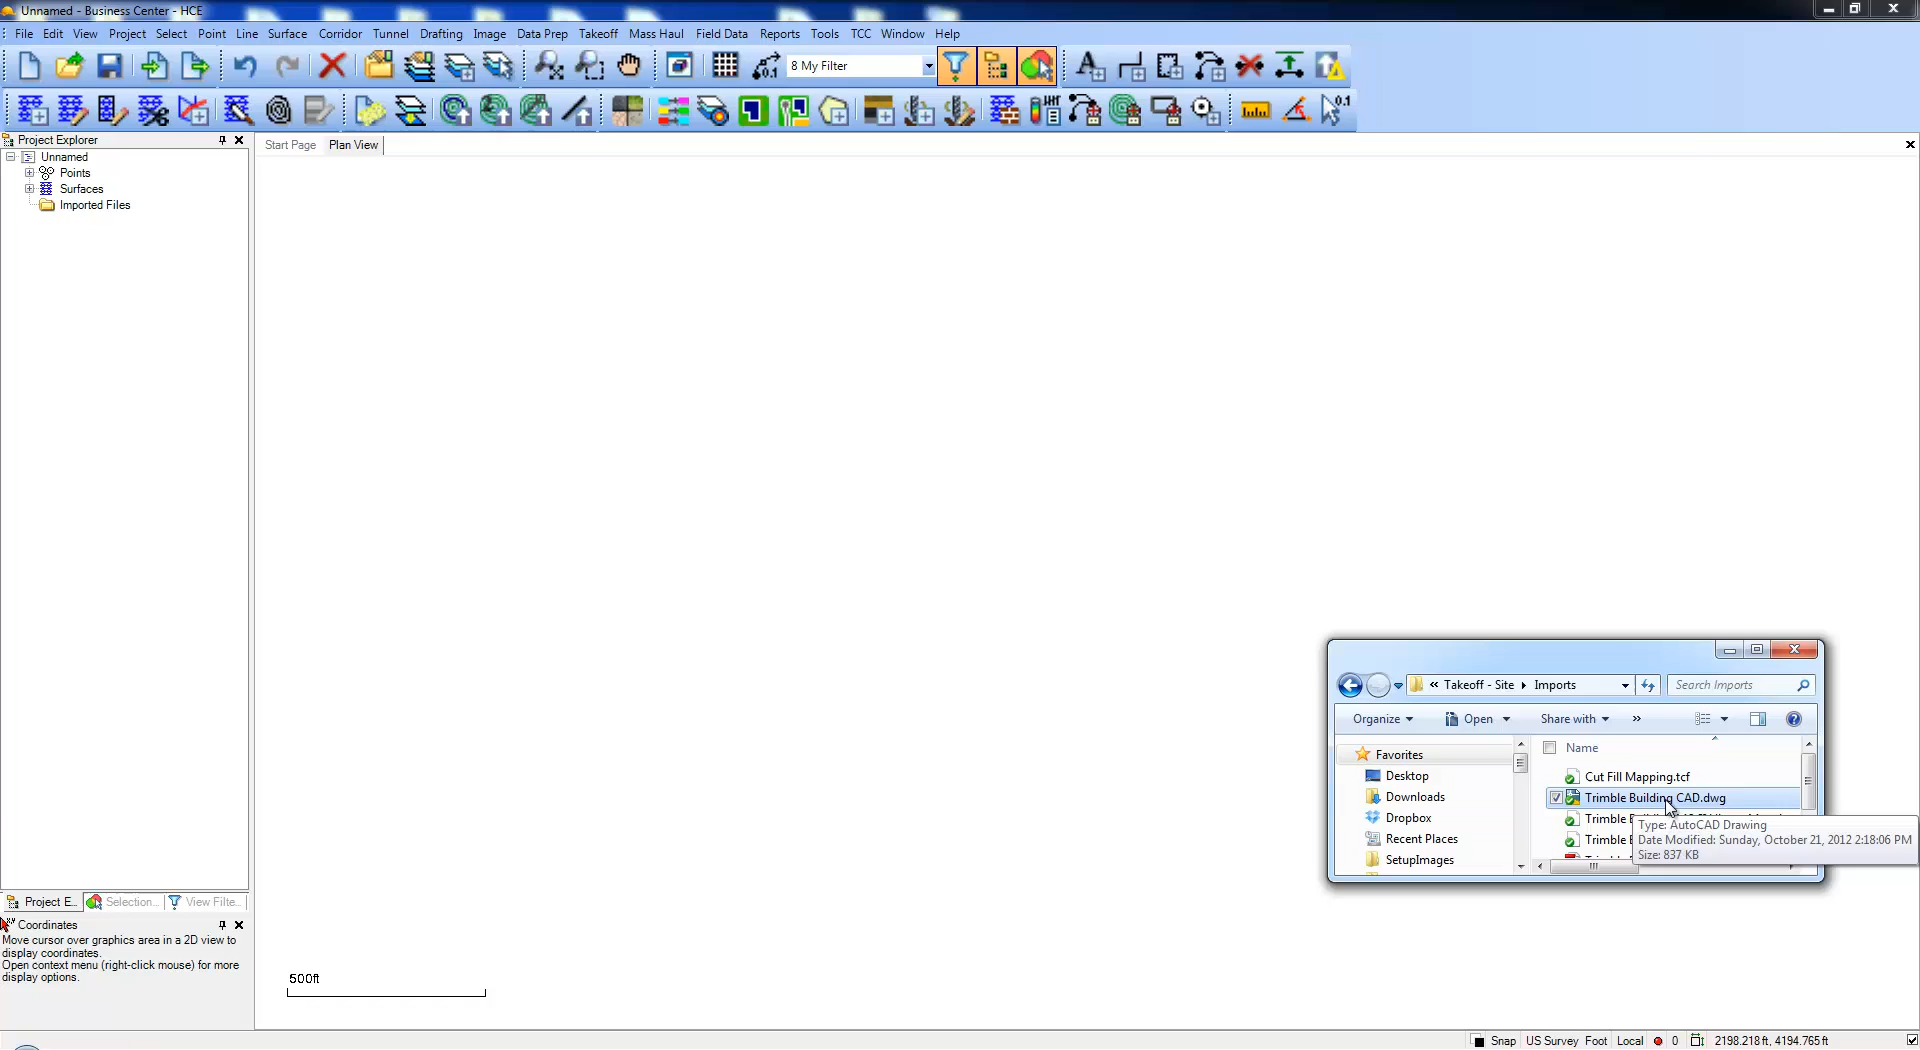 Unnamed - Business Center - HCE
File Edit View Project Select Point Line Surface Corridor Tunnel Drafting Image Data Prep Takeoff Mass Haul Field Data Reports Tools TCC Window Help
8 My Filter
Project Explorer
Start Page Plan View
Unnamed
Points
Surfaces
Imported Files
Takeoff - Site Imports Search Imports
Organize Open Share with »
Favorites
Desktop
Downloads
Dropbox
Recent Places
SetupImages
Name
Cut Fill Mapping.tcf
Trimble Building CAD.dwg
Trimble
Trimble
Type: AutoCAD Drawing
Date Modified: Sunday, October 21, 2012 2:18:06 PM
Size: 837 KB
Project E... Selection... View Filte...
Coordinates
Move cursor over graphics area in a 2D view to
display coordinates.
Open context menu (right-click mouse) for more
display options.
500ft
Snap US Survey Foot Local 0 2198.218 ft, 4194.765 ft